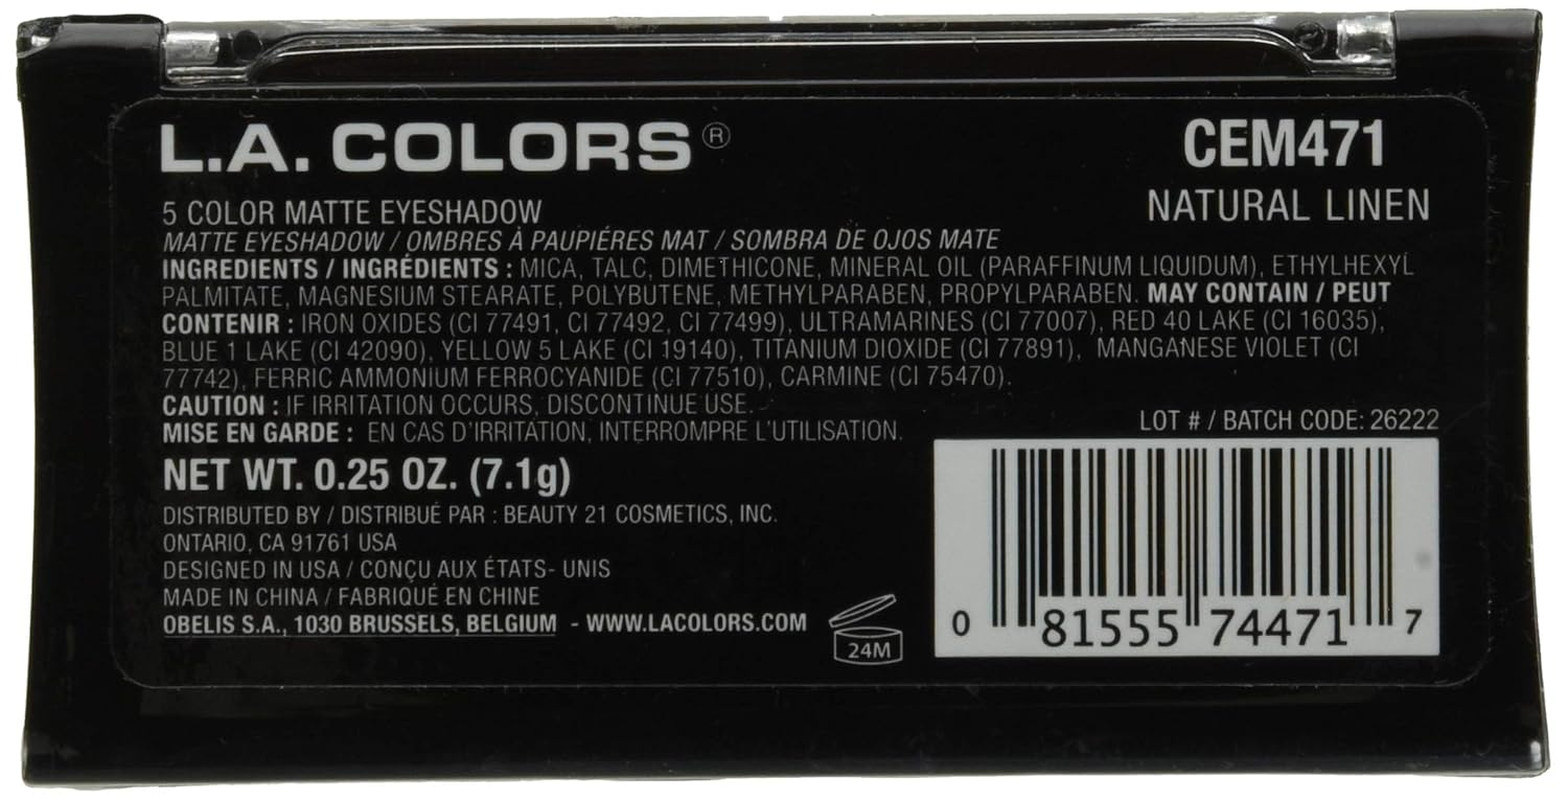 L.A. COLORS®
CEM471
NATURAL LINEN
5 COLOR MATTE EYESHADOW
MATTE EYESHADOW / OMBRES À PAUPIÉRES MAT / SOMBRA DE OJOS MATE
INGREDIENTS / INGRÉDIENTS : MICA, TALC, DIMETHICONE, MINERAL OIL (PARAFFINUM LIQUIDUM), ETHYLHEXYL
PALMITATE, MAGNESIUM STEARATE, POLYBUTENE, METHYLPARABEN, PROPYLPARABEN. MAY CONTAIN / PEUT
CONTENIR : IRON OXIDES (CI 77491, CI 77492, CI 77499), ULTRAMARINES (CI 77007), RED 40 LAKE (CI 16035),
BLUE 1 LAKE (CI 42090), YELLOW 5 LAKE (CI 19140), TITANIUM DIOXIDE (CI 77891), MANGANESE VIOLET (CI
77742), FERRIC AMMONIUM FERROCYANIDE (CI 77510), CARMINE (CI 75470).
CAUTION : IF IRRITATION OCCURS, DISCONTINUE USE.
MISE EN GARDE : EN CAS D'IRRITATION, INTERROMPRE L'UTILISATION.
NET WT. 0.25 OZ. (7.1g)
DISTRIBUTED BY / DISTRIBUÉ PAR : BEAUTY 21 COSMETICS, INC.
ONTARIO, CA 91761 USA
DESIGNED IN USA / CONÇU AUX ÉTATS- UNIS
MADE IN CHINA / FABRIQUÉ EN CHINE
OBELIS S.A., 1030 BRUSSELS, BELGIUM - WWW.LACOLORS.COM
24M
LOT # / BATCH CODE: 26222
0 81555 74471 7